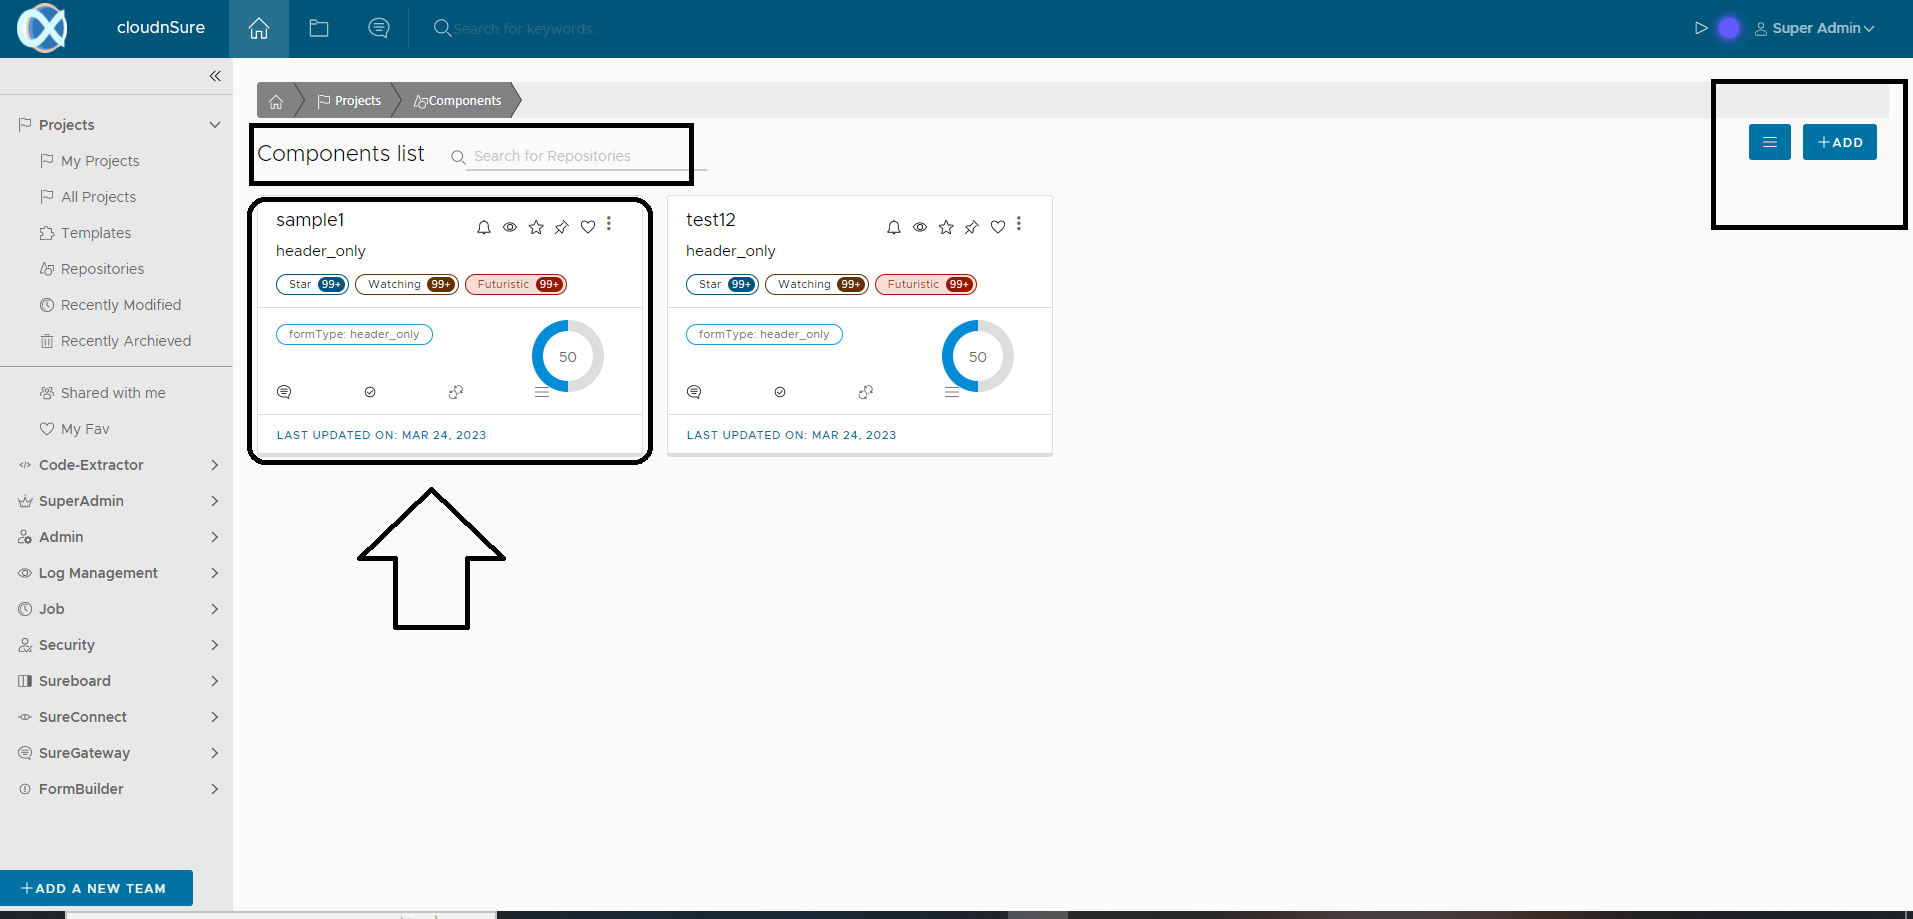 cloudnSure
Search for keywords...
Super Admin
Projects
My Projects
All Projects
Templates
Repositories
Recently Modified
Recently Archieved
Shared with me
My Fav
Code-Extractor
SuperAdmin
Admin
Log Management
Job
Security
Sureboard
SureConnect
SureGateway
FormBuilder
+ADD A NEW TEAM
Projects
Components
Components list
Search for Repositories
+ADD
sample1
header_only
Star 99+ Watching 99+ Futuristic 99+
formType: header_only
50
LAST UPDATED ON: MAR 24, 2023
test12
header_only
Star 99+ Watching 99+ Futuristic 99+
formType: header_only
50
LAST UPDATED ON: MAR 24, 2023